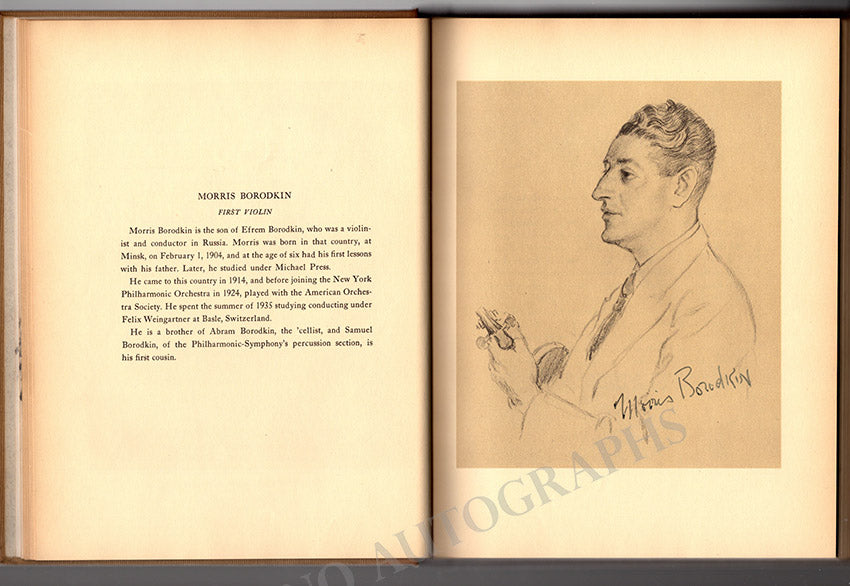 MORRIS BORODKIN
FIRST VIOLIN
Morris Borodkin is the son of Efrem Borodkin, who was a violin-
ist and conductor in Russia. Morris was born in that country, at
Minsk, on February 1, 1904, and at the age of six had his first lessons
with his father. Later, he studied under Michael Press.
He came to this country in 1914, and before joining the New York
Philharmonic Orchestra in 1924, played with the American Orches-
tra Society. He spent the summer of 1935 studying conducting under
Felix Weingartner at Basle, Switzerland.
He is a brother of Abram Borodkin, the 'cellist, and Samuel
Borodkin, of the Philharmonic-Symphony's percussion section, is
his first cousin.
Morris Borodkin
NO AUTOGRAPHS